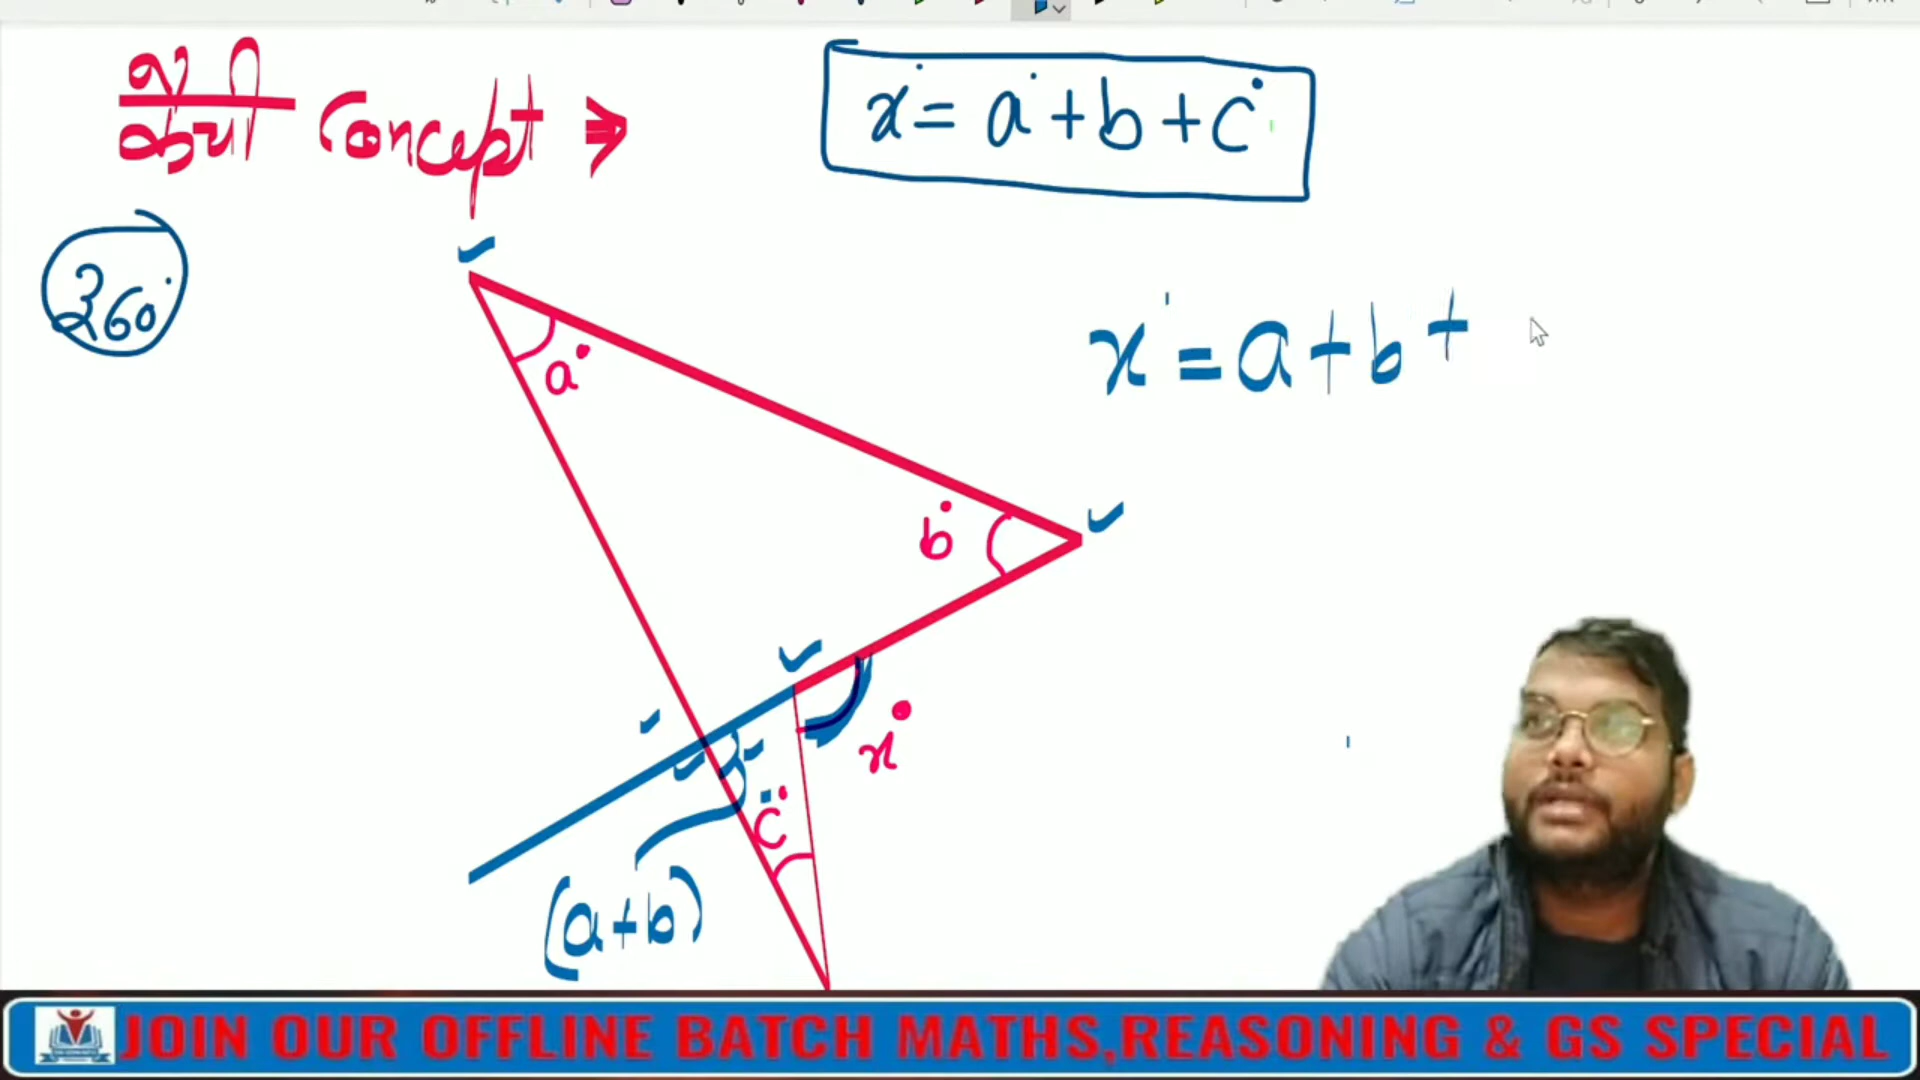 Concept ⇒
x° = a° + b + c°
360°
a°
x = a + b +
b°
x°
c°
(a+b)
JOIN OUR OFFLINE BATCH MATHS,REASONING & GS SPECIAL